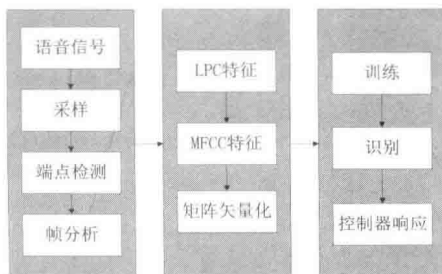 语音信号
采样
端点检测
帧分析
LPC特征
MFCC特征
矩阵矢量化
训练
识别
控制器响应